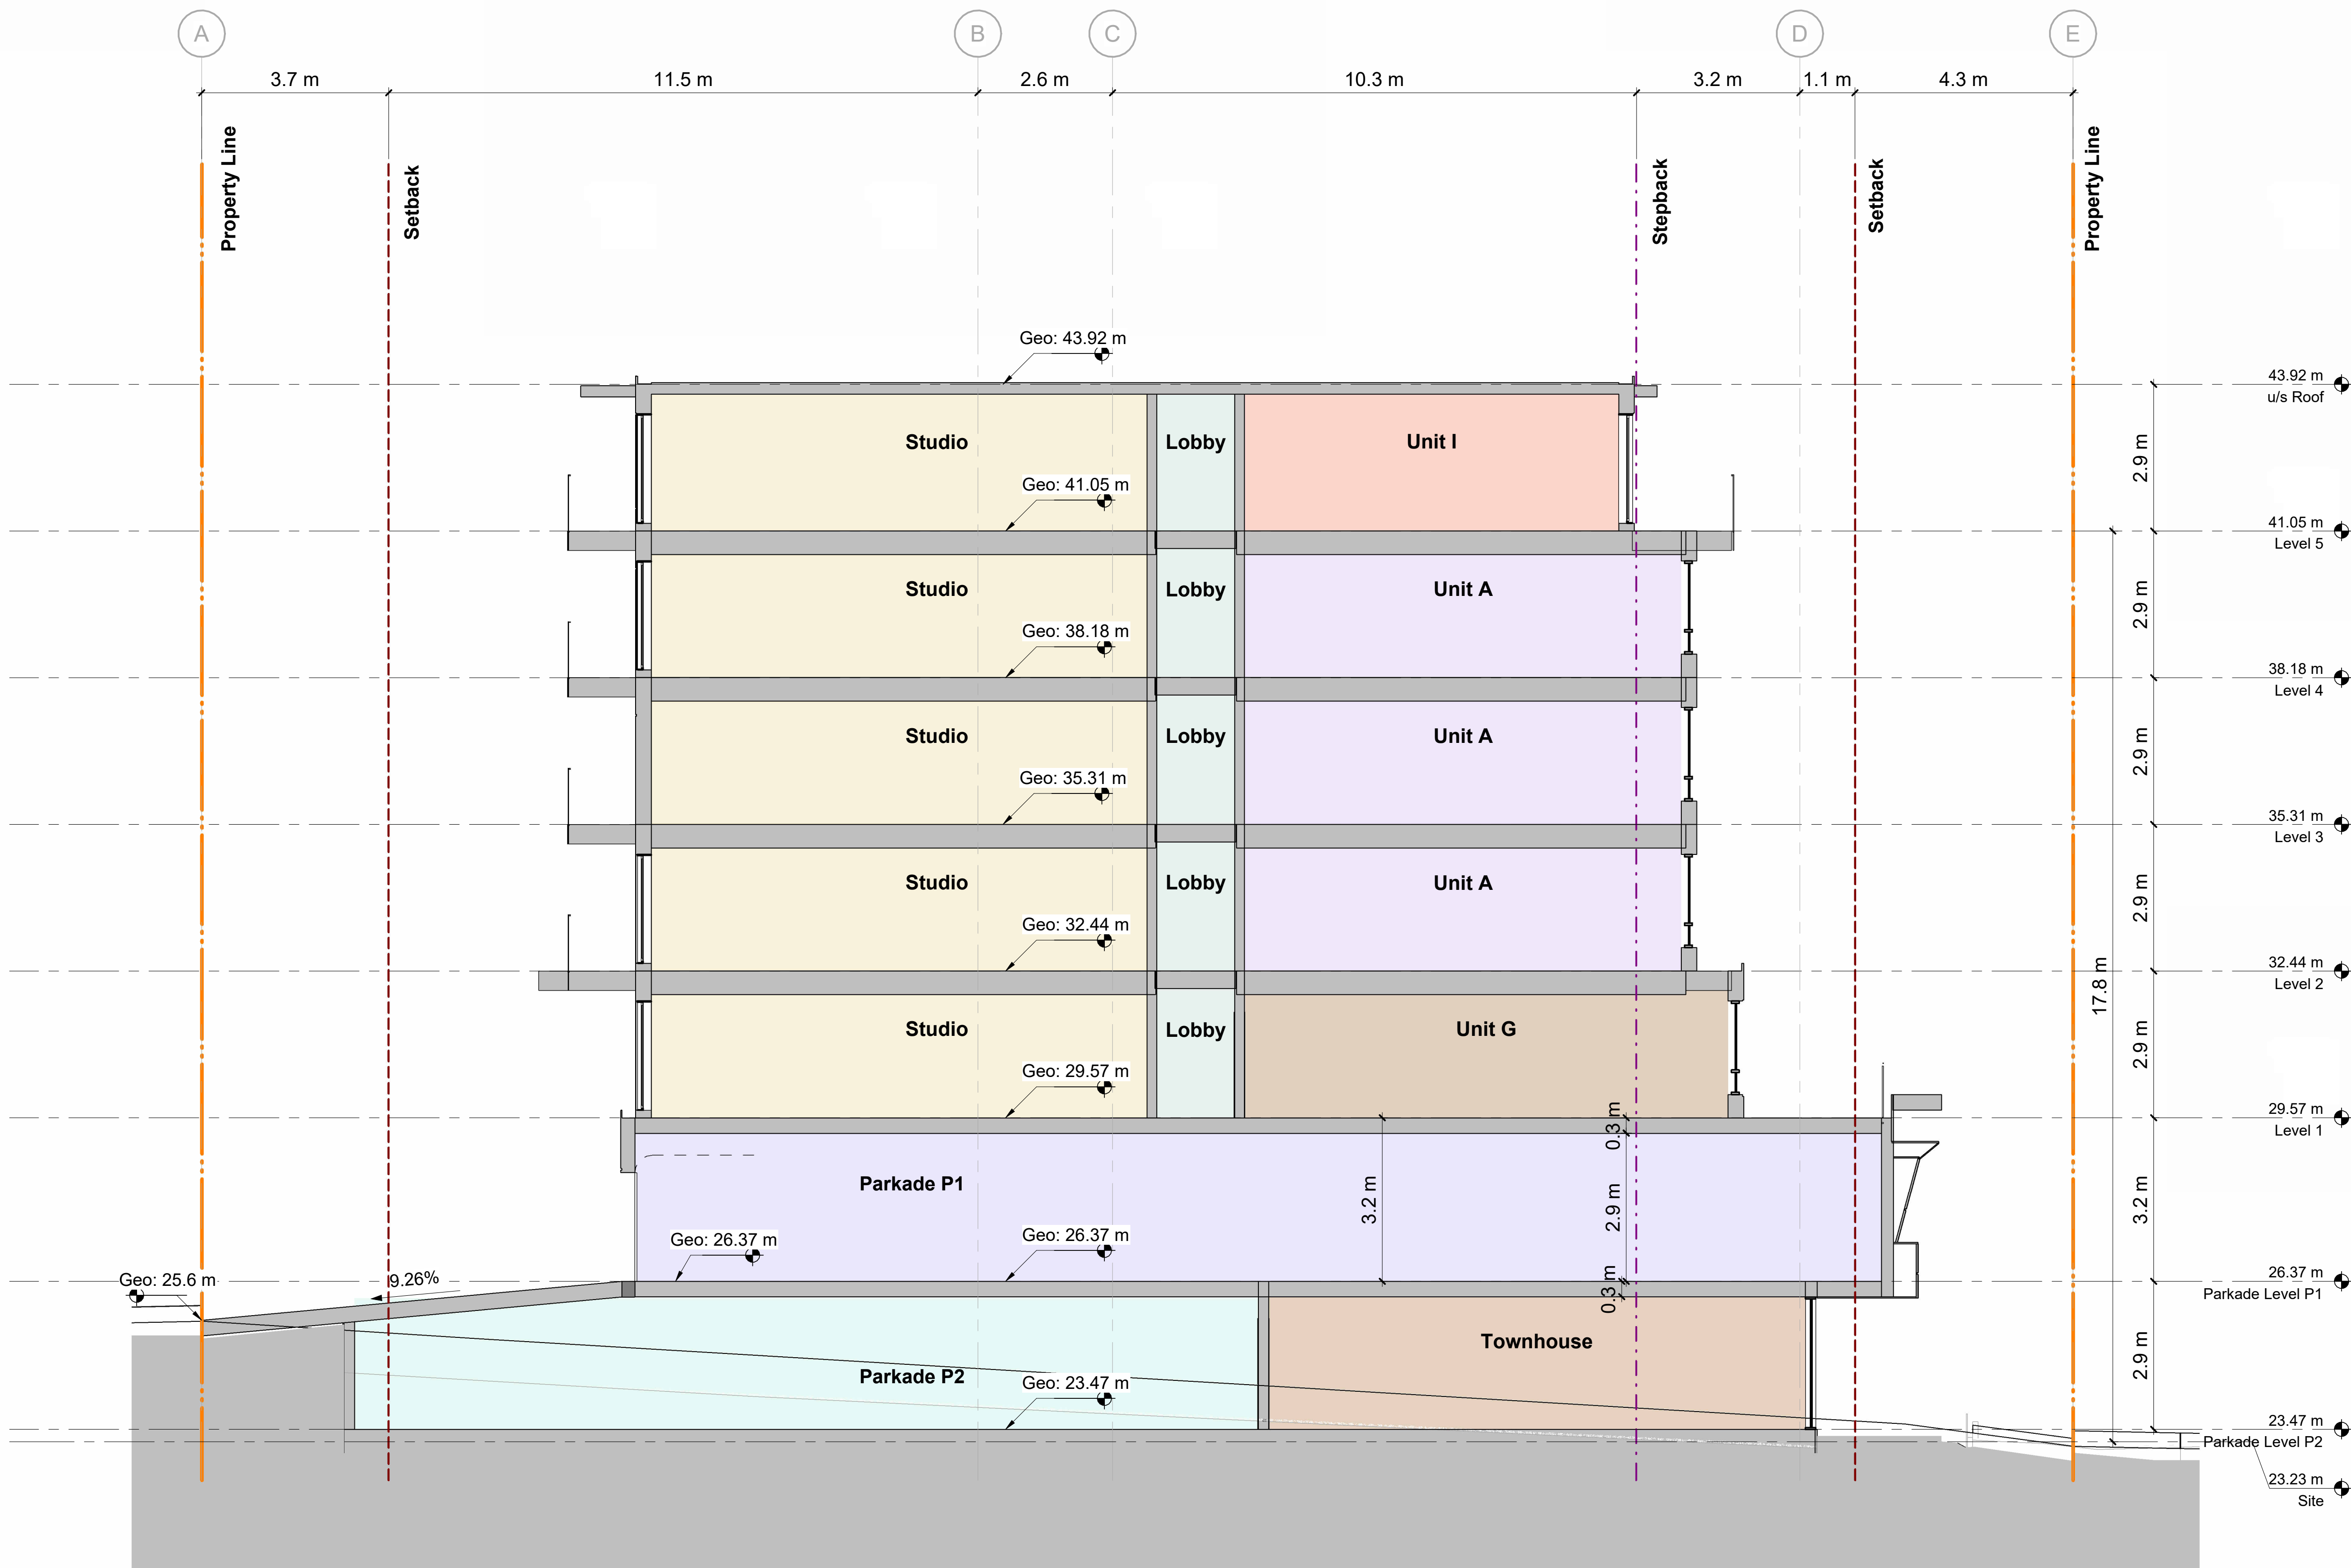 A
B
C
D
E
3.7 m
11.5 m
2.6 m
10.3 m
3.2 m
1.1 m
4.3 m
Property Line
Setback
Stepback
Setback
Property Line
Geo: 43.92 m
43.92 m
u/s Roof
Studio
Lobby
Unit I
2.9 m
Geo: 41.05 m
41.05 m
Level 5
Studio
Lobby
Unit A
2.9 m
Geo: 38.18 m
38.18 m
Level 4
Studio
Lobby
Unit A
2.9 m
Geo: 35.31 m
35.31 m
Level 3
Studio
Lobby
Unit A
2.9 m
Geo: 32.44 m
32.44 m
Level 2
17.8 m
Studio
Lobby
Unit G
2.9 m
Geo: 29.57 m
29.57 m
Level 1
0.3 m
Parkade P1
3.2 m
2.9 m
3.2 m
Geo: 26.37 m
Geo: 26.37 m
26.37 m
Parkade Level P1
Geo: 25.6 m
9.26%
0.3 m
Townhouse
2.9 m
Parkade P2
Geo: 23.47 m
23.47 m
Parkade Level P2
23.23 m
Site